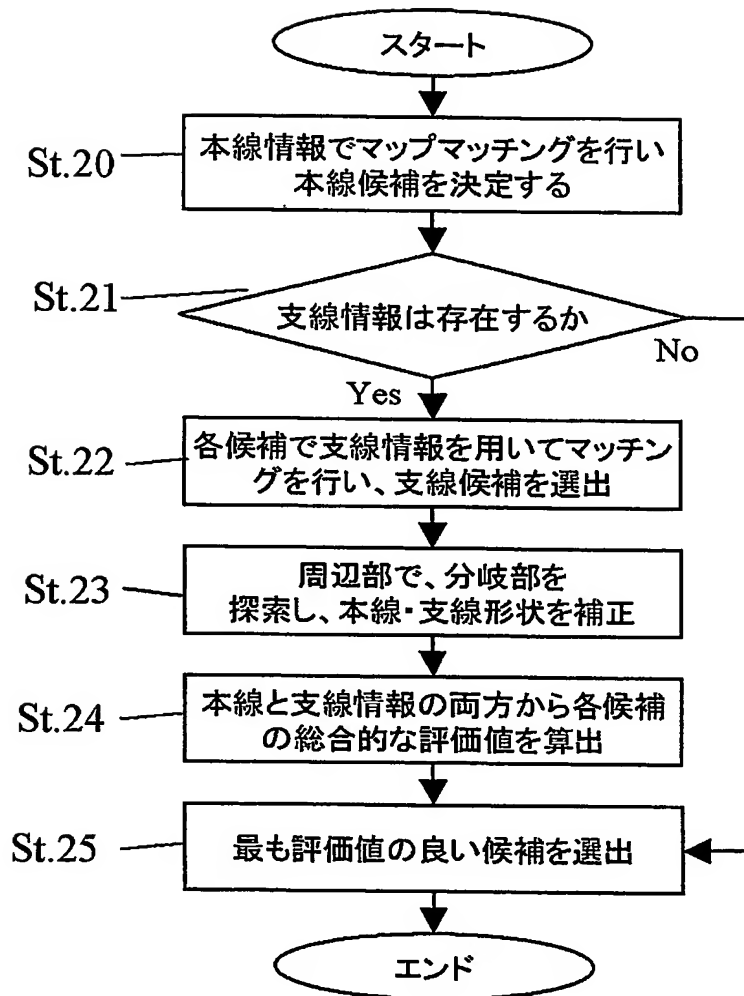 スタート
St.20
本線情報でマップマッチングを行い
本線候補を決定する
St.21
支線情報は存在するか
No
Yes
St.22
各候補で支線情報を用いてマッチン
グを行い、支線候補を選出
St.23
周辺部で、分岐部を
探索し、本線・支線形状を補正
St.24
本線と支線情報の両方から各候補
の総合的な評価値を算出
St.25
最も評価値の良い候補を選出
エンド